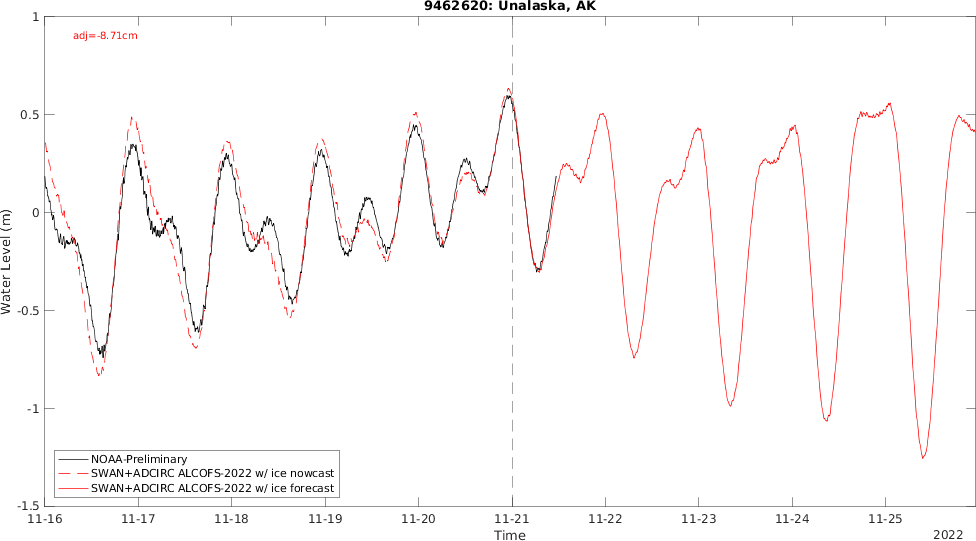 9462620: Unalaska, AK
adj=-8.71cm
1
0.5
0
-0.5
-1
-1.5
Water Level (m)
NOAA-Preliminary
SWAN+ADCIRC ALCOFS-2022 w/ ice nowcast
SWAN+ADCIRC ALCOFS-2022 w/ ice forecast
11-16 11-17 11-18 11-19 11-20 11-21 11-22 11-23 11-24 11-25
Time
2022